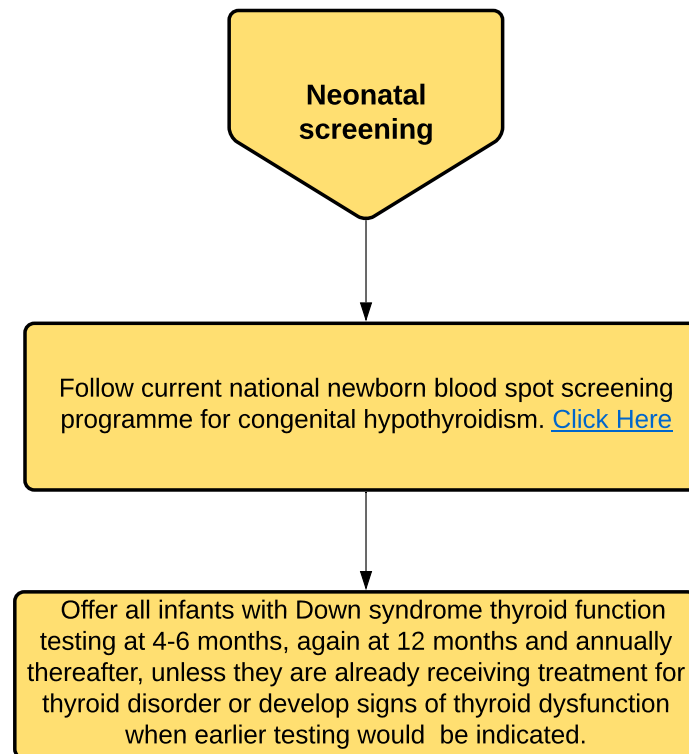 Neonatal
screening
Follow current national newborn blood spot screening
programme for congenital hypothyroidism. Click Here
Offer all infants with Down syndrome thyroid function
testing at 4-6 months, again at 12 months and annually
thereafter, unless they are already receiving treatment for
thyroid disorder or develop signs of thyroid dysfunction
when earlier testing would  be indicated.